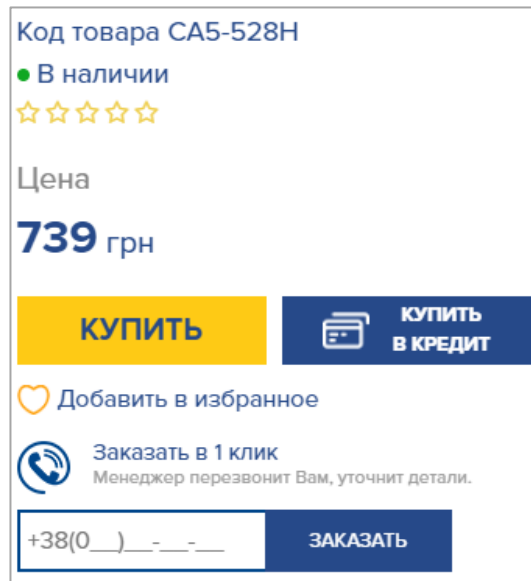 Код товара CA5-528H
В наличии
Цена
739 грн
КУПИТЬ
КУПИТЬ
В КРЕДИТ
Добавить в избранное
Заказать в 1 клик
Менеджер перезвонит Вам, уточнит детали.
+38(0__)__-__-__
ЗАКАЗАТЬ